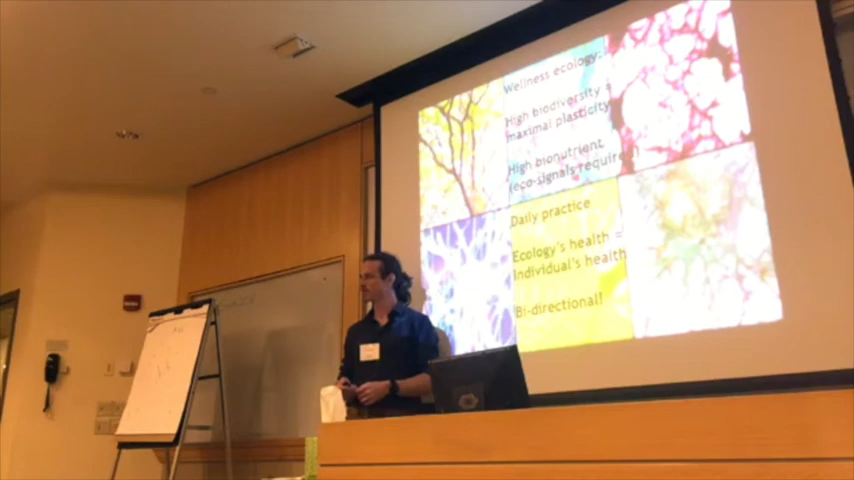 Wellness ecology:
High biodiversity =
maximal plasticity
High bionutrient
(eco-signals required)
Daily practice
Ecology's health =
Individual's health
Bi-directional!